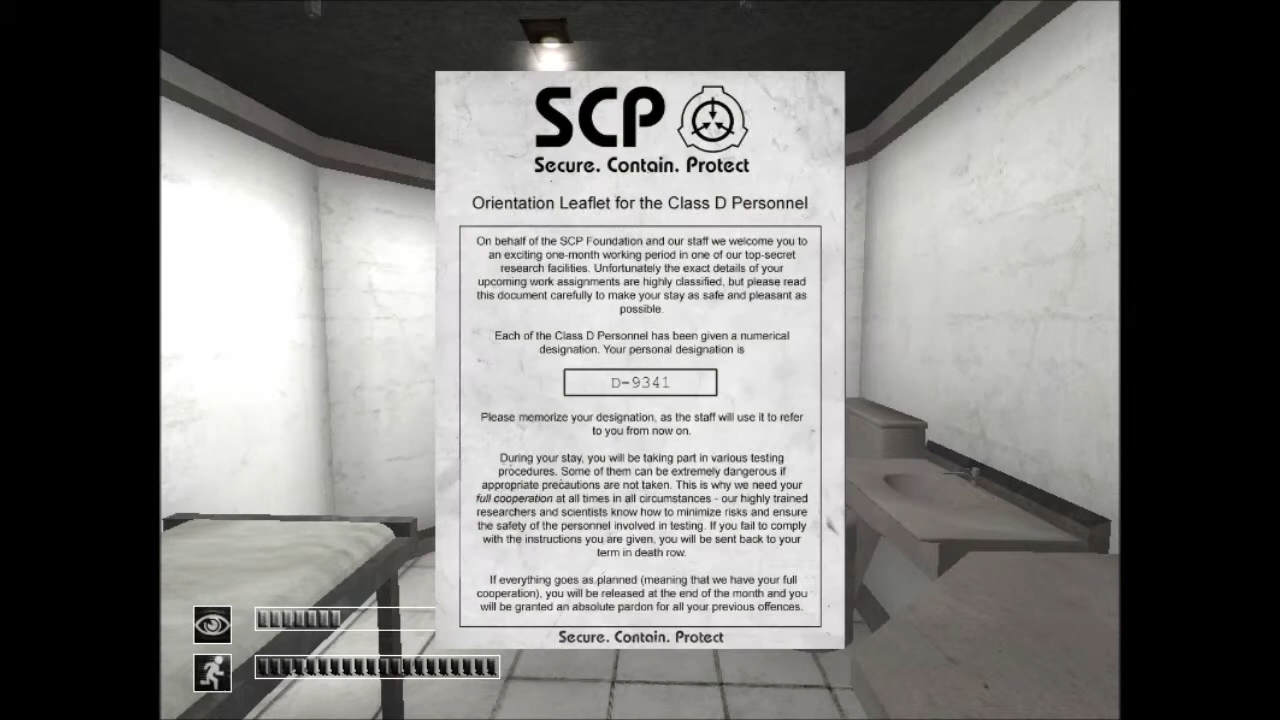 SCP
Secure. Contain. Protect
Orientation Leaflet for the Class D Personnel
On behalf of the SCP Foundation and our staff we welcome you to
an exciting one-month working period in one of our top-secret
research facilities. Unfortunately the exact details of your
upcoming work assignments are highly classified, but please read
this document carefully to make your stay as safe and pleasant as
possible.
Each of the Class D Personnel has been given a numerical
designation. Your personal designation is
D-9341
Please memorize your designation, as the staff will use it to refer
to you from now on.
During your stay, you will be taking part in various testing
procedures. Some of them can be extremely dangerous if
appropriate precautions are not taken. This is why we need your
full cooperation at all times in all circumstances - our highly trained
researchers and scientists know how to minimize risks and ensure
the safety of the personnel involved in testing. If you fail to comply
with the instructions you are given, you will be sent back to your
term in death row.
If everything goes as planned (meaning that we have your full
cooperation), you will be released at the end of the month and you
will be granted an absolute pardon for all your previous offences.
Secure. Contain. Protect